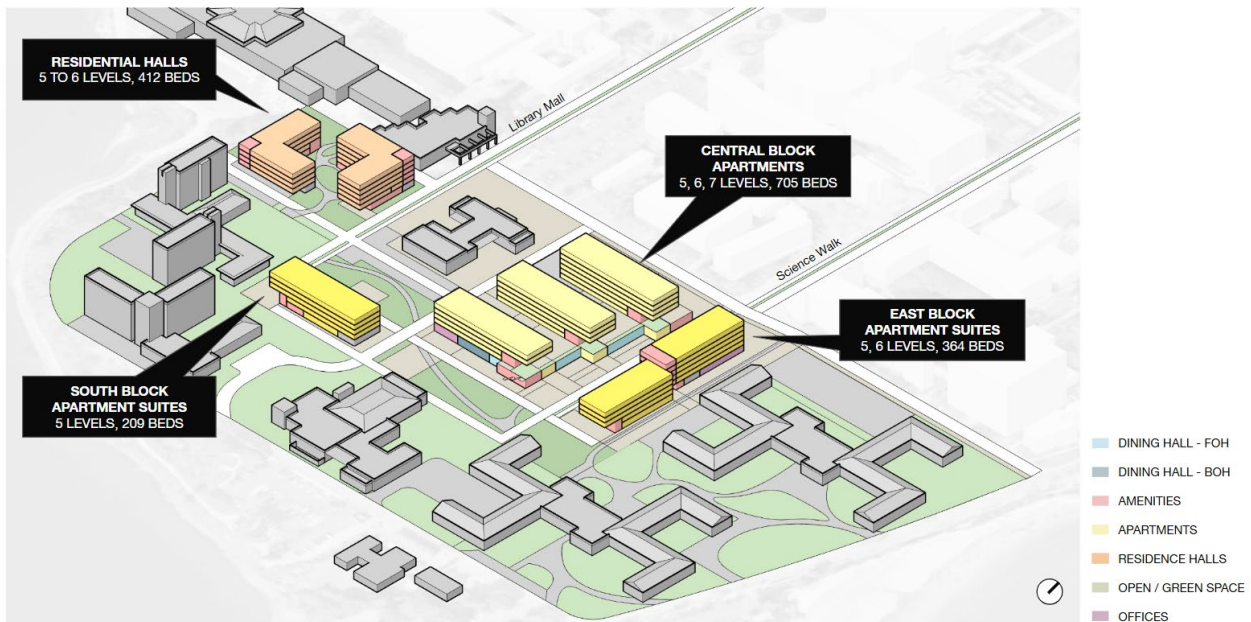 RESIDENTIAL HALLS
5 TO 6 LEVELS, 412 BEDS
Library Mall
CENTRAL BLOCK
APARTMENTS
5, 6, 7 LEVELS, 705 BEDS
Science Walk
EAST BLOCK
APARTMENT SUITES
5, 6 LEVELS, 364 BEDS
SOUTH BLOCK
APARTMENT SUITES
5 LEVELS, 209 BEDS
DINING HALL - FOH
DINING HALL - BOH
AMENITIES
APARTMENTS
RESIDENCE HALLS
OPEN / GREEN SPACE
OFFICES